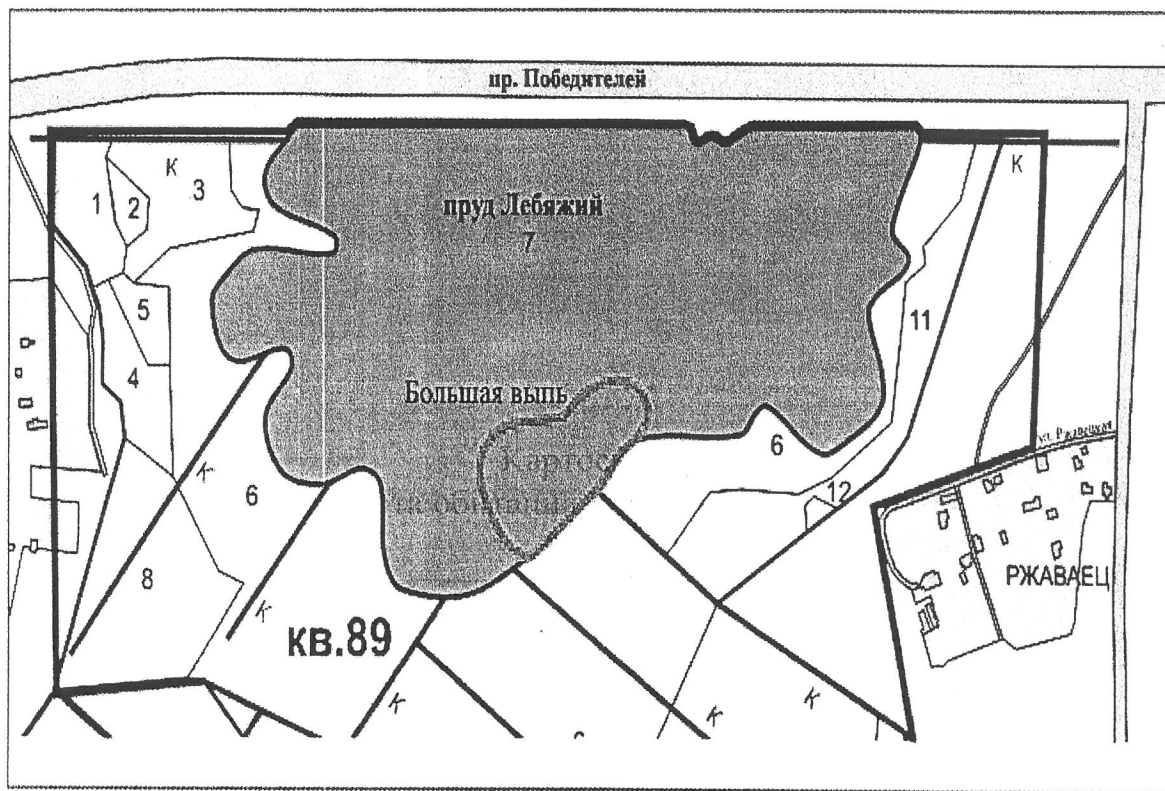 пр. Победителей
К
К
1
2
3
пруд Лебяжий
7
5
11
4
Большая выпь
ул. Ржавецкая
6
К
6
12
8
РЖАВАЕЦ
К
кв.89
К
К
К